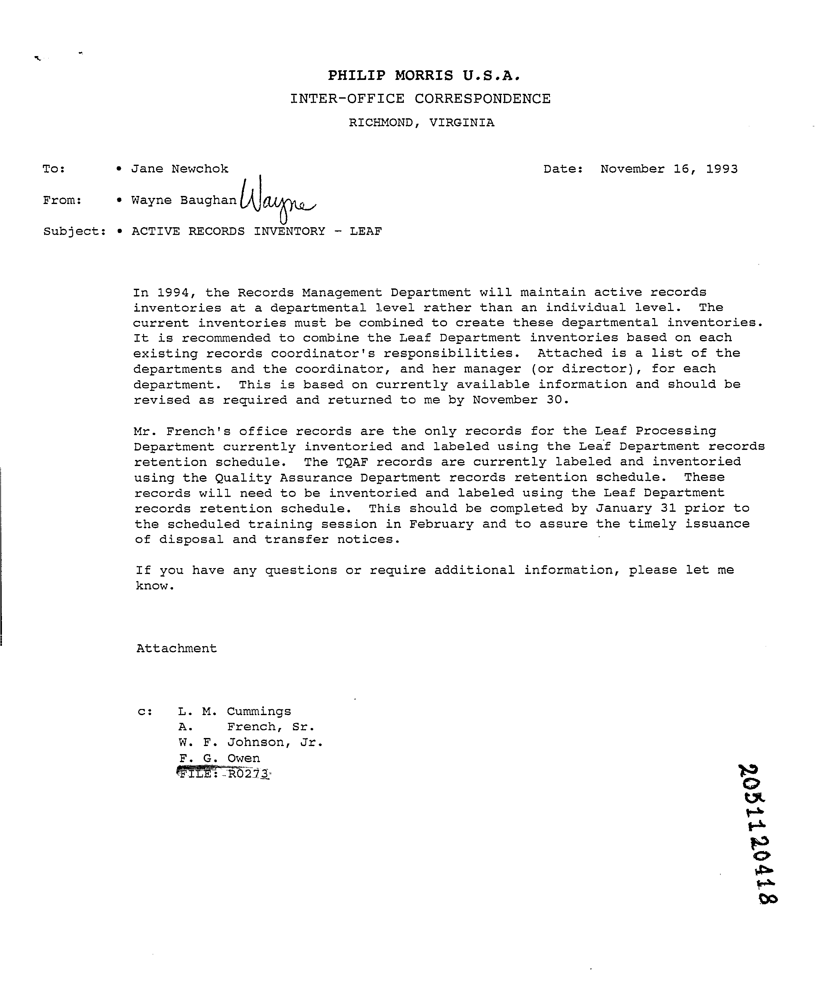 PHILIP MORRIS U.S.A.
INTER-OFFICE CORRESPONDENCE
RICHMOND, VIRGINIA
To: • Jane Newchok Date: November 16, 1993
From: • Wayne Baughan Wayne
Subject: • ACTIVE RECORDS INVENTORY - LEAF
In 1994, the Records Management Department will maintain active records
inventories at a departmental level rather than an individual level. The
current inventories must be combined to create these departmental inventories.
It is recommended to combine the Leaf Department inventories based on each
existing records coordinator's responsibilities. Attached is a list of the
departments and the coordinator, and her manager (or director), for each
department. This is based on currently available information and should be
revised as required and returned to me by November 30.
Mr. French's office records are the only records for the Leaf Processing
Department currently inventoried and labeled using the Leaf Department records
retention schedule. The TQAF records are currently labeled and inventoried
using the Quality Assurance Department records retention schedule. These
records will need to be inventoried and labeled using the Leaf Department
records retention schedule. This should be completed by January 31 prior to
the scheduled training session in February and to assure the timely issuance
of disposal and transfer notices.
If you have any questions or require additional information, please let me
know.
Attachment
c: L. M. Cummings
A. French, Sr.
W. F. Johnson, Jr.
F. G. Owen
FILE: R0273
2051120418